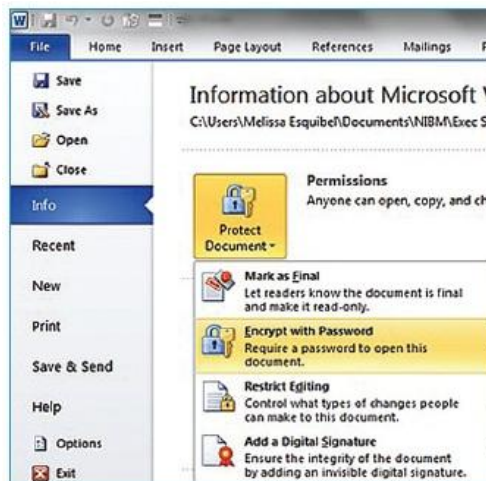 W
File Home Insert Page Layout References Mailings
Save
Save As
Open
Close
Info
Recent
New
Print
Save & Send
Help
Options
Exit
Information about Microsoft
C:\Users\Melissa Esquibel\Documents\NIBM\Exec S
Protect
Document
Permissions
Anyone can open, copy, and ch
Mark as Final
Let readers know the document is final
and make it read-only.
Encrypt with Password
Require a password to open this
document.
Restrict Editing
Control what types of changes people
can make to this document.
Add a Digital Signature
Ensure the integrity of the document
by adding an invisible digital signature.